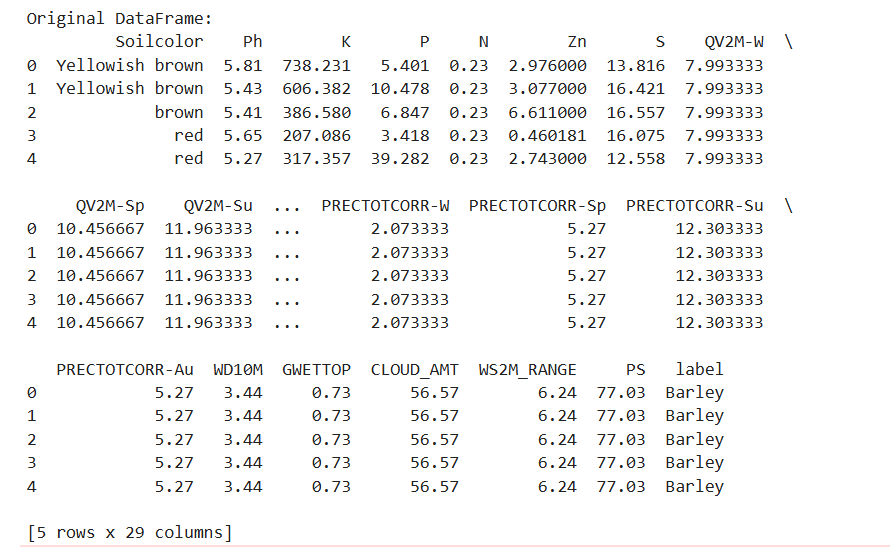 Original DataFrame:
Soilcolor Ph K P N Zn S QV2M-W \
0 Yellowish brown 5.81 738.231 5.401 0.23 2.976000 13.816 7.993333
1 Yellowish brown 5.43 606.382 10.478 0.23 3.077000 16.421 7.993333
2 brown 5.41 386.580 6.847 0.23 6.611000 16.557 7.993333
3 red 5.65 207.086 3.418 0.23 0.460181 16.075 7.993333
4 red 5.27 317.357 39.282 0.23 2.743000 12.558 7.993333
QV2M-Sp QV2M-Su ... PRECTOTCORR-W PRECTOTCORR-Sp PRECTOTCORR-Su \
0 10.456667 11.963333 ... 2.073333 5.27 12.303333
1 10.456667 11.963333 ... 2.073333 5.27 12.303333
2 10.456667 11.963333 ... 2.073333 5.27 12.303333
3 10.456667 11.963333 ... 2.073333 5.27 12.303333
4 10.456667 11.963333 ... 2.073333 5.27 12.303333
PRECTOTCORR-Au WD10M GWETTOP CLOUD_AMT WS2M_RANGE PS label
0 5.27 3.44 0.73 56.57 6.24 77.03 Barley
1 5.27 3.44 0.73 56.57 6.24 77.03 Barley
2 5.27 3.44 0.73 56.57 6.24 77.03 Barley
3 5.27 3.44 0.73 56.57 6.24 77.03 Barley
4 5.27 3.44 0.73 56.57 6.24 77.03 Barley
[5 rows x 29 columns]